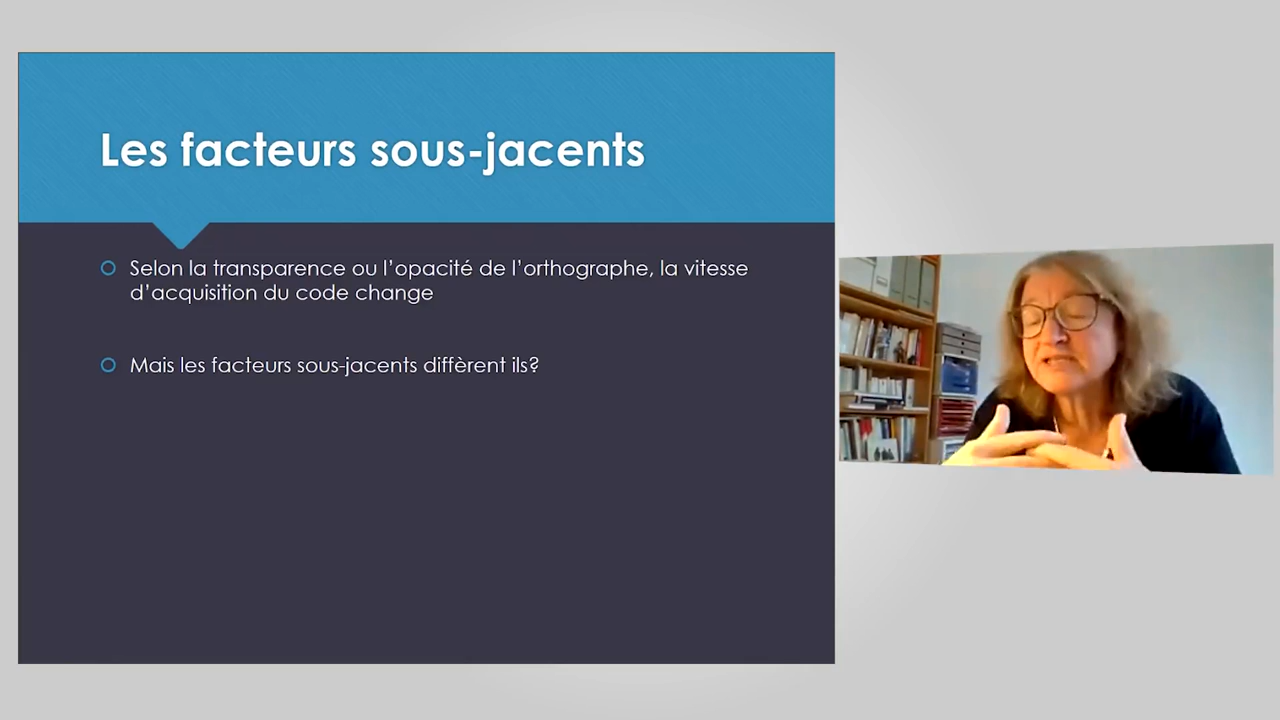 Les facteurs sous-jacents
Selon la transparence ou l’opacité de l’orthographe, la vitesse
d’acquisition du code change
Mais les facteurs sous-jacents diffèrent ils?